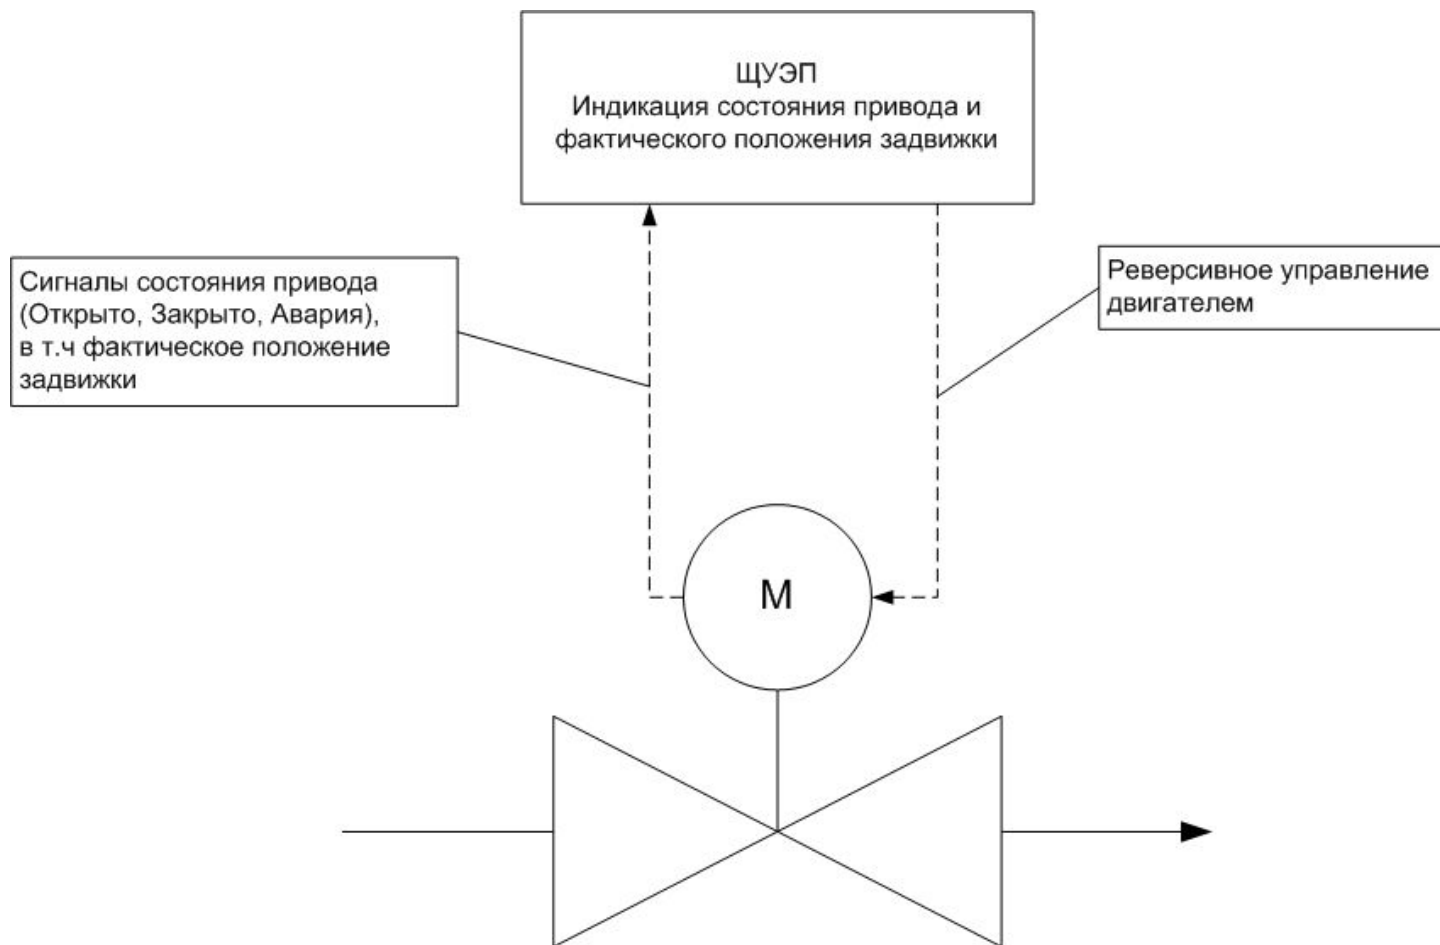 ЩУЭП
Индикация состояния привода и
фактического положения задвижки
Сигналы состояния привода
(Открыто, Закрыто, Авария),
в т.ч фактическое положение
задвижки
Реверсивное управление
двигателем
М